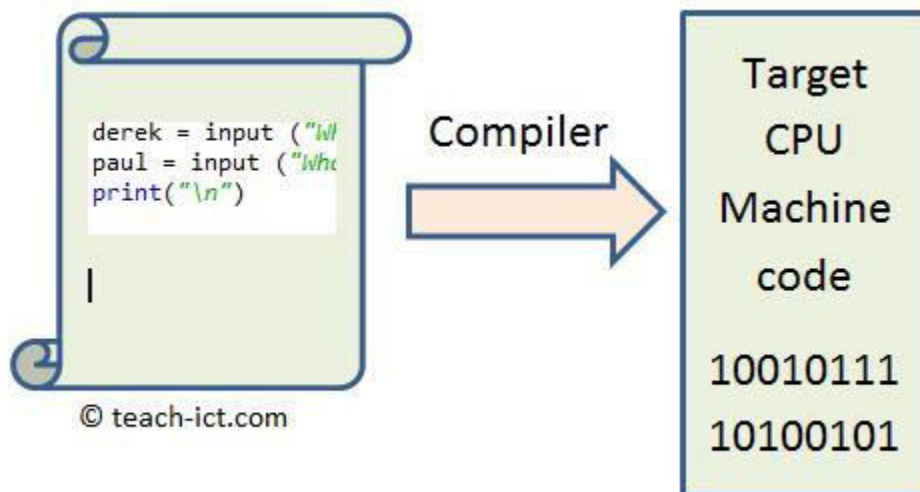 derek = input ("Wh
paul = input ("Who
print("\n")
© teach-ict.com
Compiler
Target
CPU
Machine
code
10010111
10100101